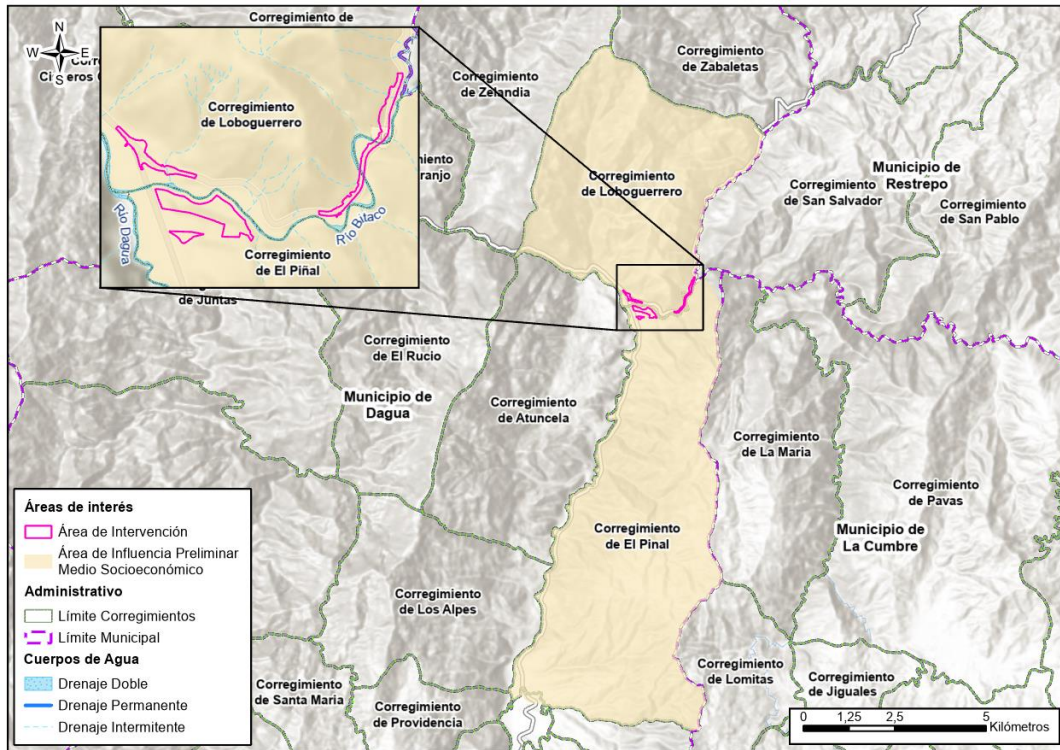 N
W E
S
Corregimiento de
Corregimiento
de Loboguerrero
Río Dagua
Río Bitaco
Corregimiento
de El Piñal
Corregimiento
de Zelandia
Corregimiento
de Zabaletas
Corregimiento
de Loboguerrero
Municipio de
Restrepo
Corregimiento
de San Salvador
Corregimiento
de San Pablo
de Juntas
Corregimiento
de El Rucio
Municipio de
Dagua
Corregimiento
de Atuncela
Corregimiento
de La Maria
Corregimiento
de Pavas
Municipio de
La Cumbre
Corregimiento
de El Pinal
Corregimiento
de Los Alpes
Corregimiento
de Santa Maria
Corregimiento
de Providencia
Corregimiento
de Lomitas
Corregimiento
de Jiguales
Áreas de interés
Área de Intervención
Área de Influencia Preliminar
Medio Socioeconómico
Administrativo
Límite Corregimientos
Límite Municipal
Cuerpos de Agua
Drenaje Doble
Drenaje Permanente
Drenaje Intermitente
0 1,25 2,5 5
Kilómetros